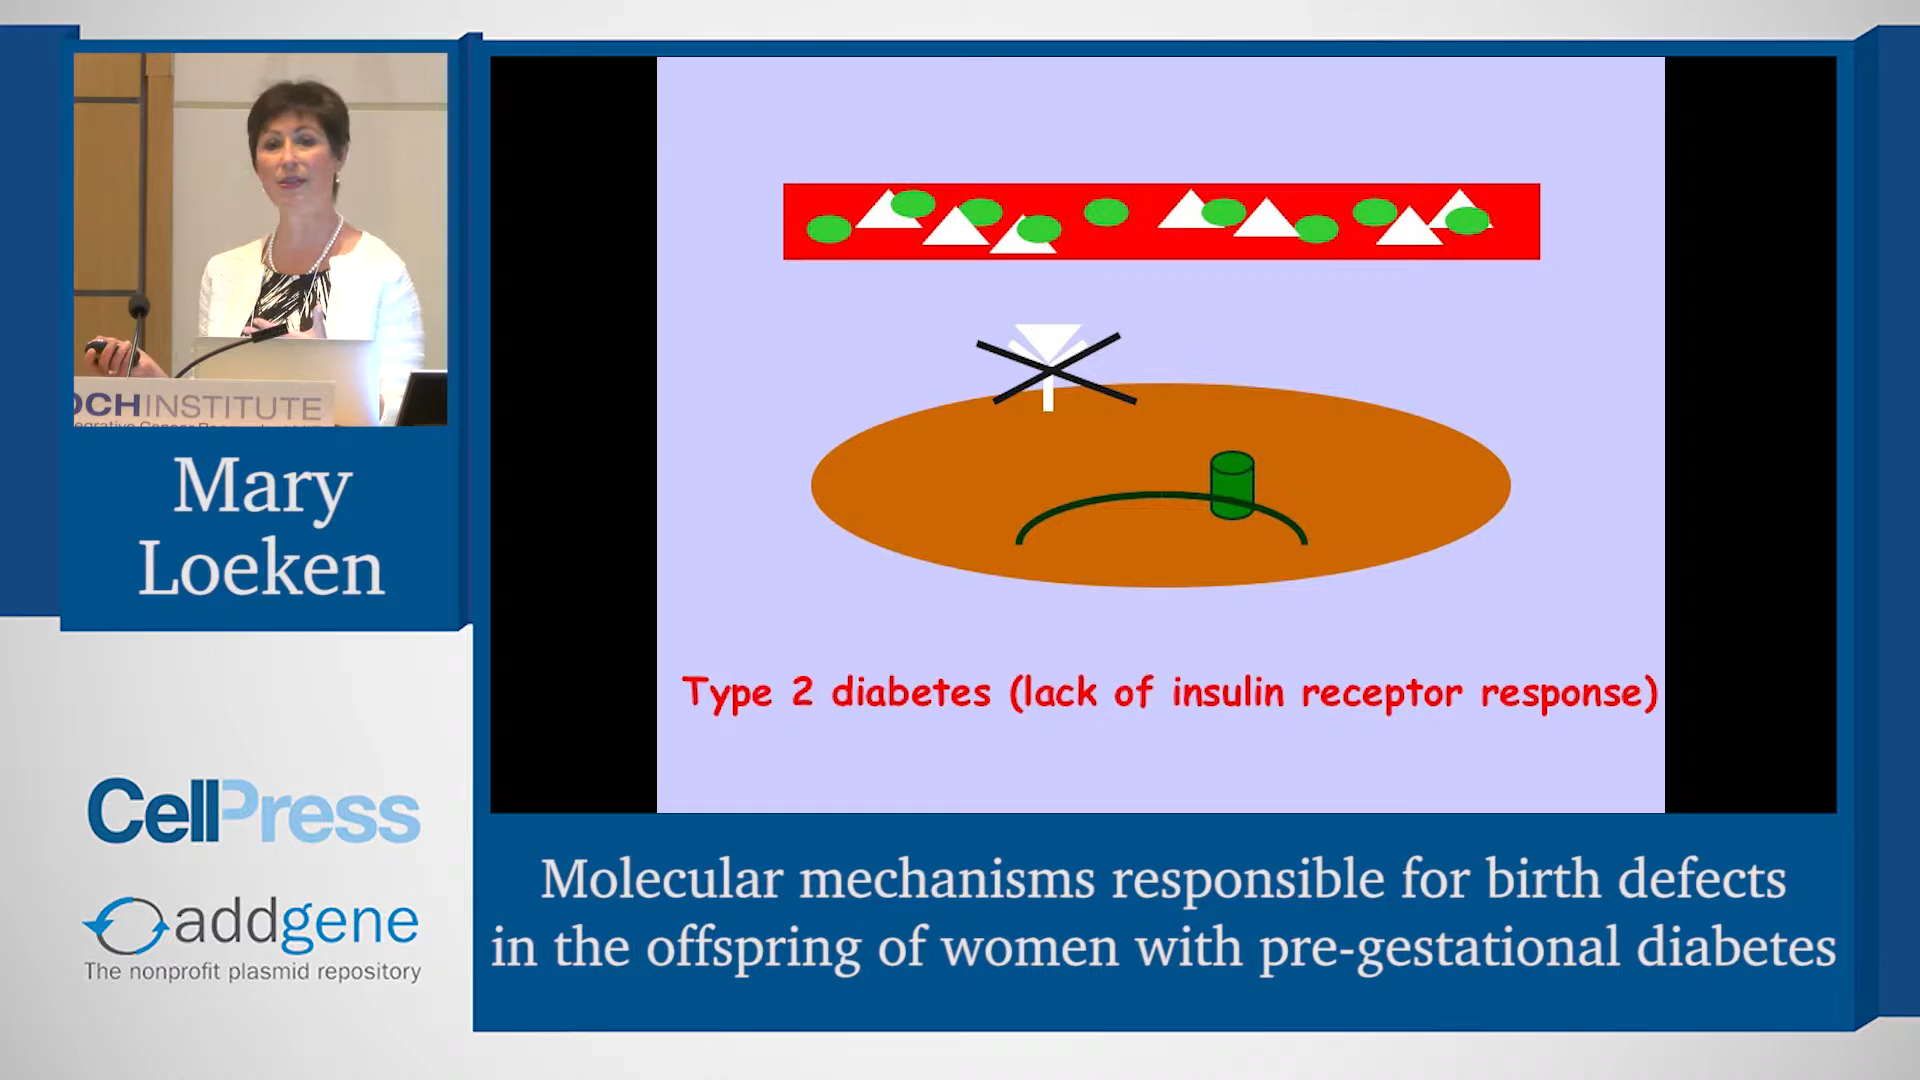 OCHINSTITUTE
Mary
Loeken
CellPress
addgene
The nonprofit plasmid repository
Type 2 diabetes (lack of insulin receptor response)
Molecular mechanisms responsible for birth defects
in the offspring of women with pre-gestational diabetes